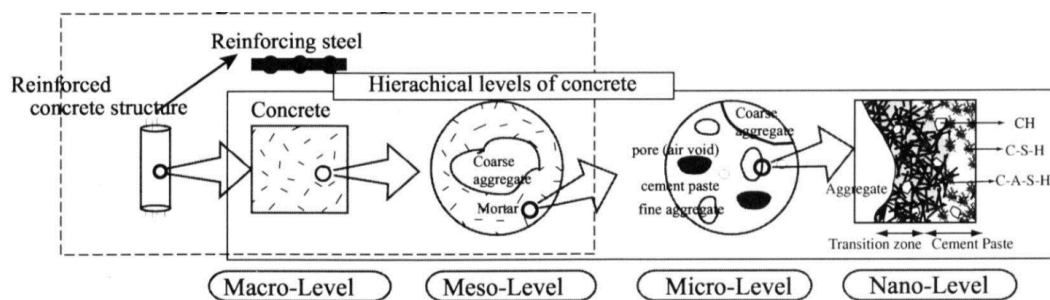 Reinforcing steel
Hierachical levels of concrete
Reinforced
concrete structure
Concrete
Coarse
aggregate
Mortar
Coarse
aggregate
pore (air void)
cement paste
fine aggregate
Aggregate
CH
C-S-H
C-A-S-H
Transition zone
Cement Paste
Macro-Level
Meso-Level
Micro-Level
Nano-Level